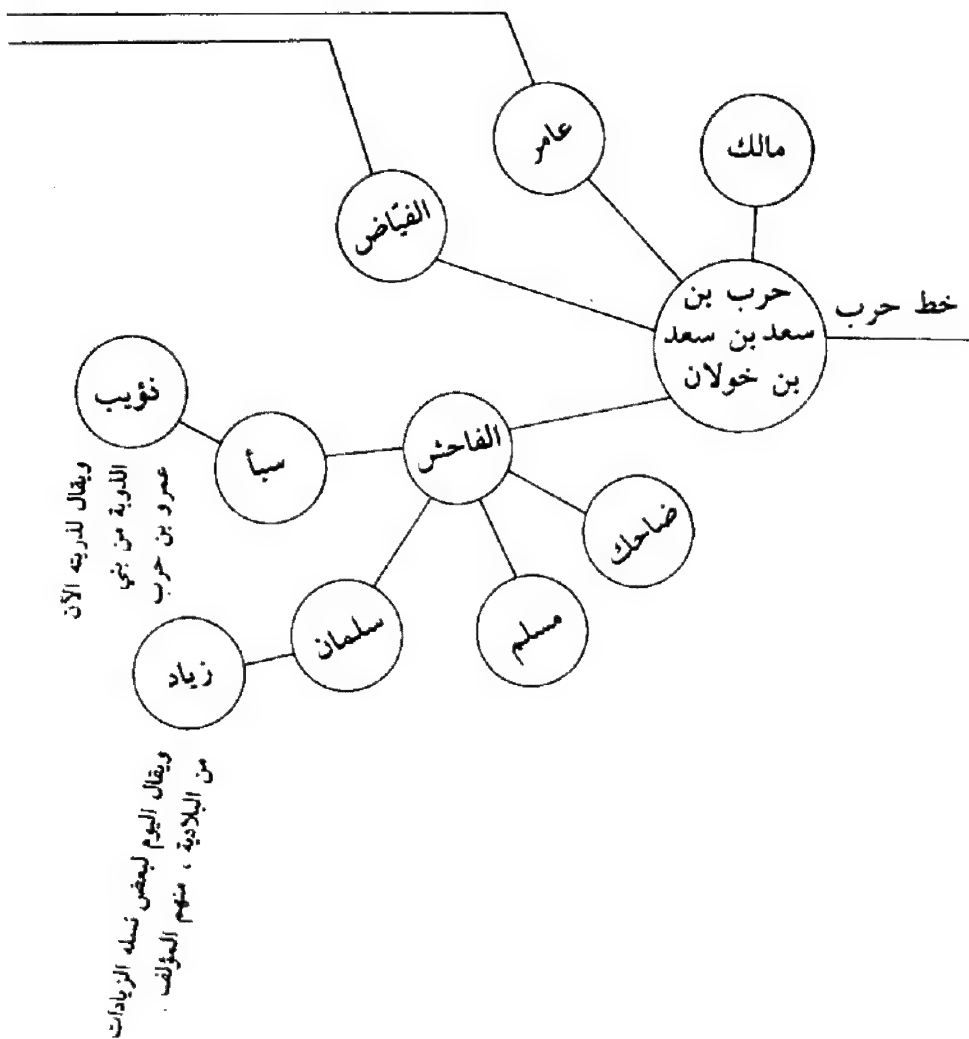 خط حرب
حرب بن
سعد بن سعد
بن خولان
مالك
عامر
الفيّاض
الفاحش
ضاحك
مسلم
سلمان
زياد
ويقال اليوم لبعض نسله الزيادات
من البلادية ، منهم المؤلف .
سبأ
نؤيب
ويقال لذريته الآن
الذوبة من بني
عمرو بن حرب